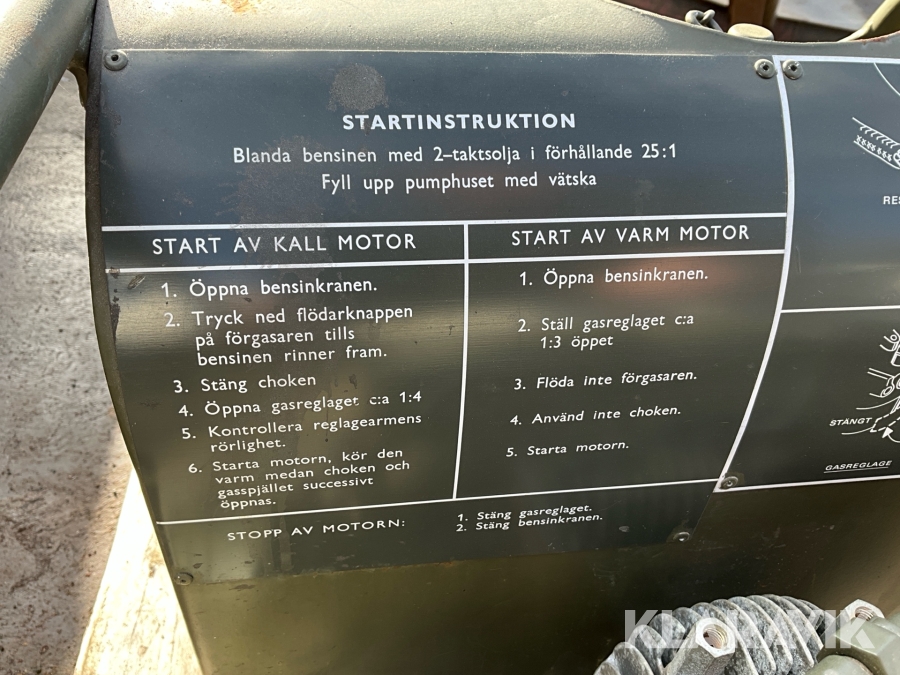 STARTINSTRUKTION
Blanda bensinen med 2-taktsolja i förhållande 25:1
Fyll upp pumphuset med vätska
START AV KALL MOTOR
1. Öppna bensinkranen.
2. Tryck ned flödarknappen
på förgasaren tills
bensinen rinner fram.
3. Stäng choken
4. Öppna gasreglaget c:a 1:4
5. Kontrollera reglagearmens
rörlighet.
6. Starta motorn, kör den
varm medan choken och
gasspjället successivt
öppnas.
START AV VARM MOTOR
1. Öppna bensinkranen.
2. Ställ gasreglaget c:a
1:3 öppet
3. Flöda inte förgasaren.
4. Använd inte choken.
5. Starta motorn.
STOPP AV MOTORN:
1. Stäng gasreglaget.
2. Stäng bensinkranen.
RES
STÄNGT
GASREGLAGE
KLARAVIK